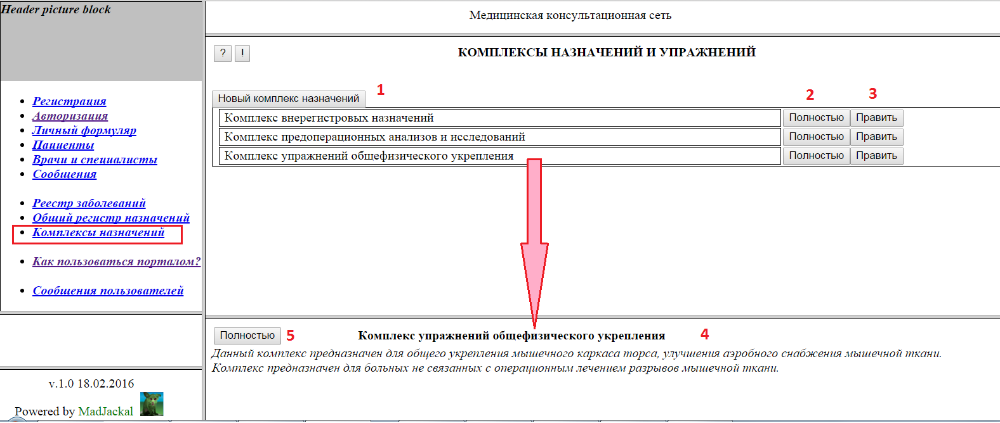 Header picture block
Регистрация
Авторизация
Личный формуляр
Пациенты
Врачи и специалисты
Сообщения
Реестр заболеваний
Общий регистр назначений
Комплексы назначений
Как пользоваться порталом?
Сообщения пользователей
v.1.0 18.02.2016
Powered by MadJackal
Медицинская консультационная сеть
? ! КОМПЛЕКСЫ НАЗНАЧЕНИЙ И УПРАЖНЕНИЙ
Новый комплекс назначений 1 2 3
Комплекс внерегистровых назначений Полностью Править
Комплекс предоперационных анализов и исследований Полностью Править
Комплекс упражнений общефизического укрепления Полностью Править
Полностью 5 Комплекс упражнений общефизического укрепления 4
Данный комплекс предназначен для общего укрепления мышечного каркаса торса, улучшения аэробного снабжения мышечной ткани.
Комплекс предназначен для больных не связанных с операционным лечением разрывов мышечной ткани.